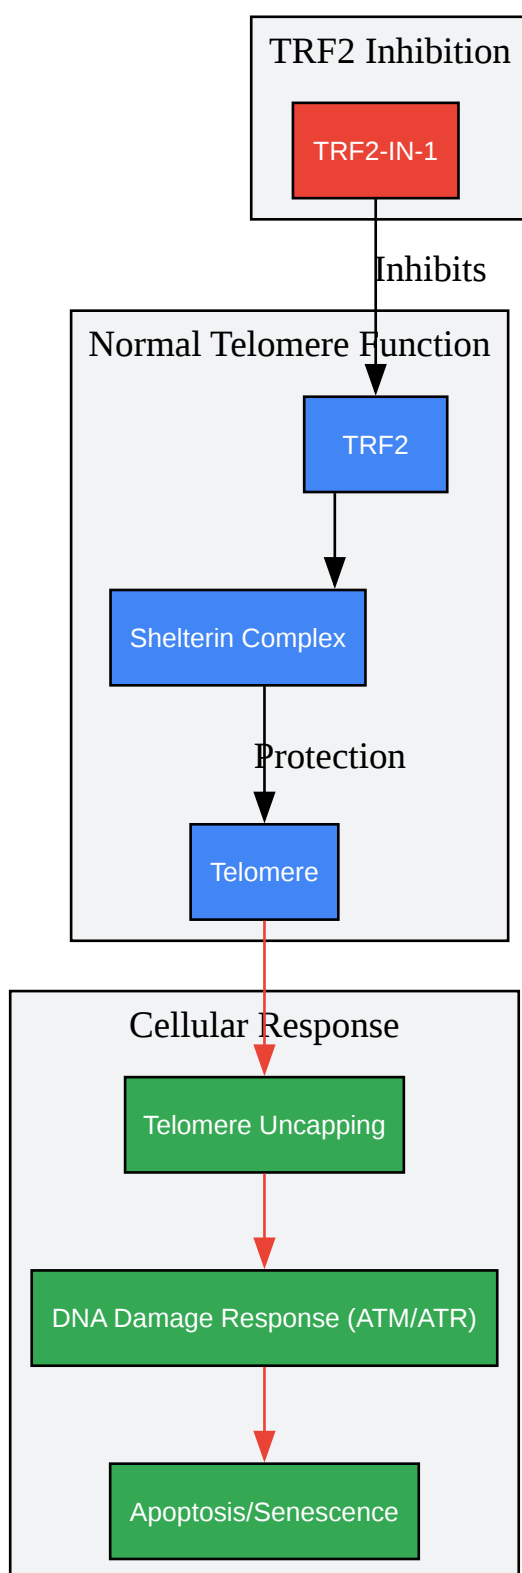 TRF2 Inhibition
TRF2-IN-1
Inhibits
Normal Telomere Function
TRF2
Shelterin Complex
Protection
Telomere
Cellular Response
Telomere Uncapping
DNA Damage Response (ATM/ATR)
Apoptosis/Senescence